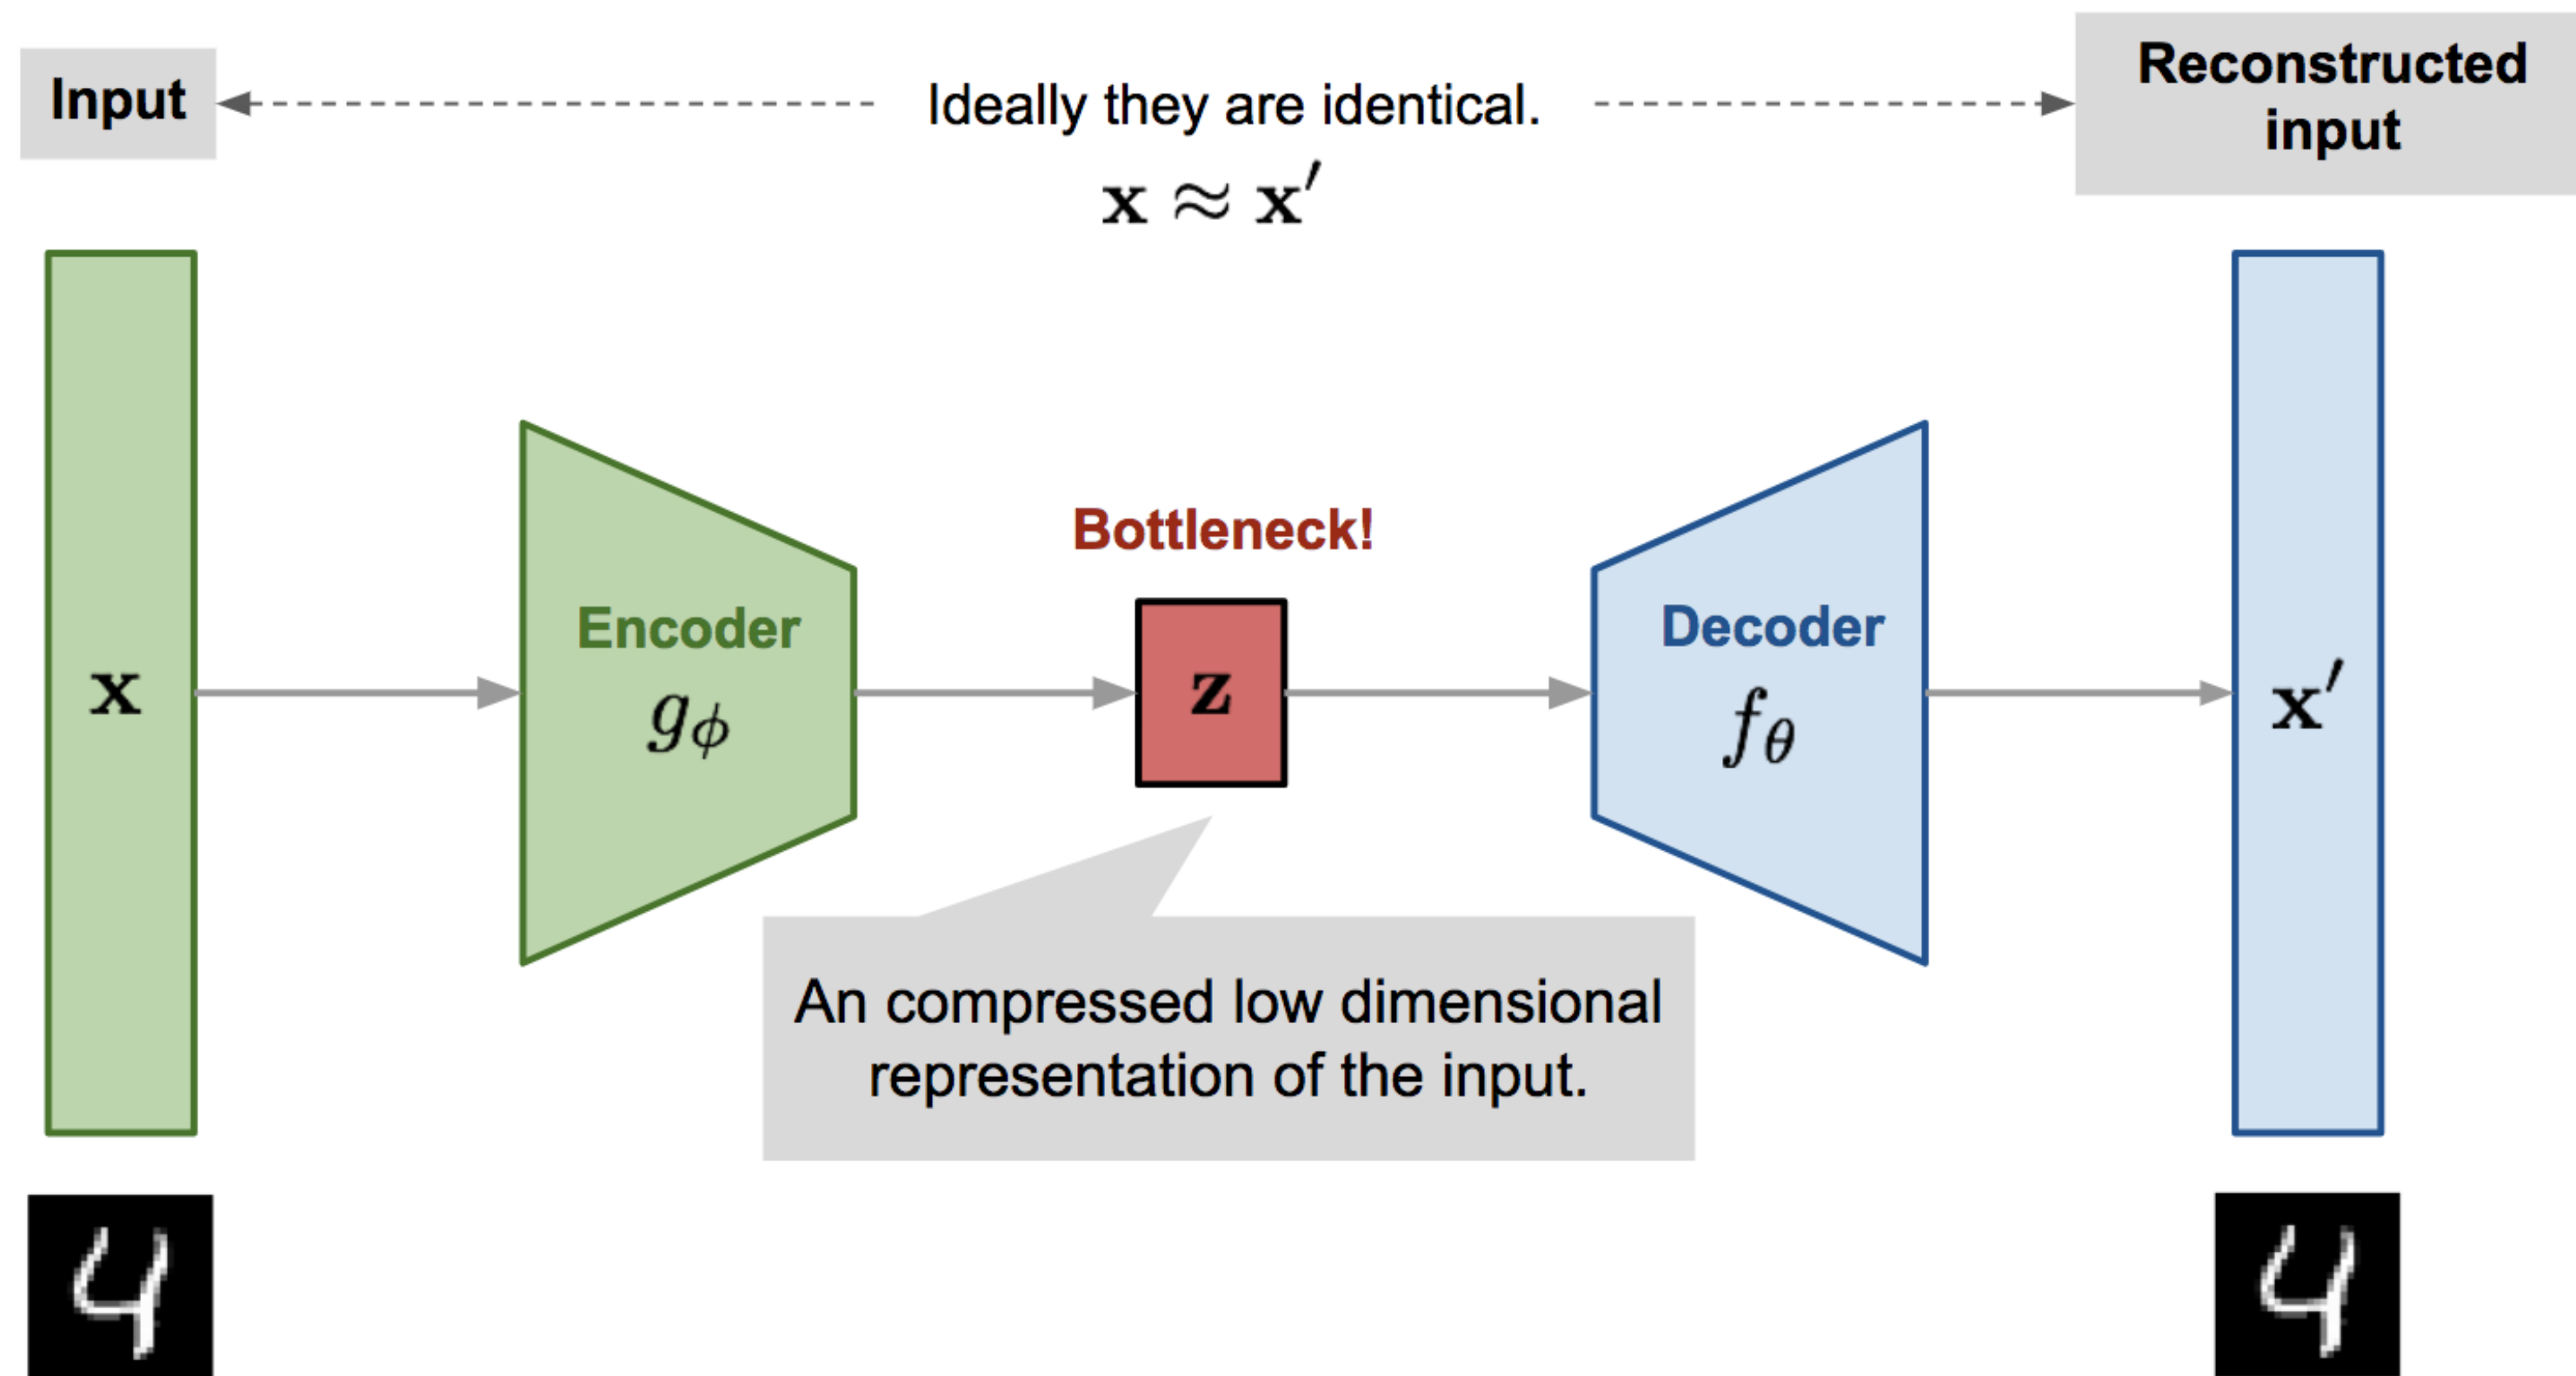 Input
Ideally they are identical.
x ≈ x′
Reconstructed
input
x
Encoder
gϕ
Bottleneck!
z
Decoder
fθ
x′
An compressed low dimensional
representation of the input.
4
4